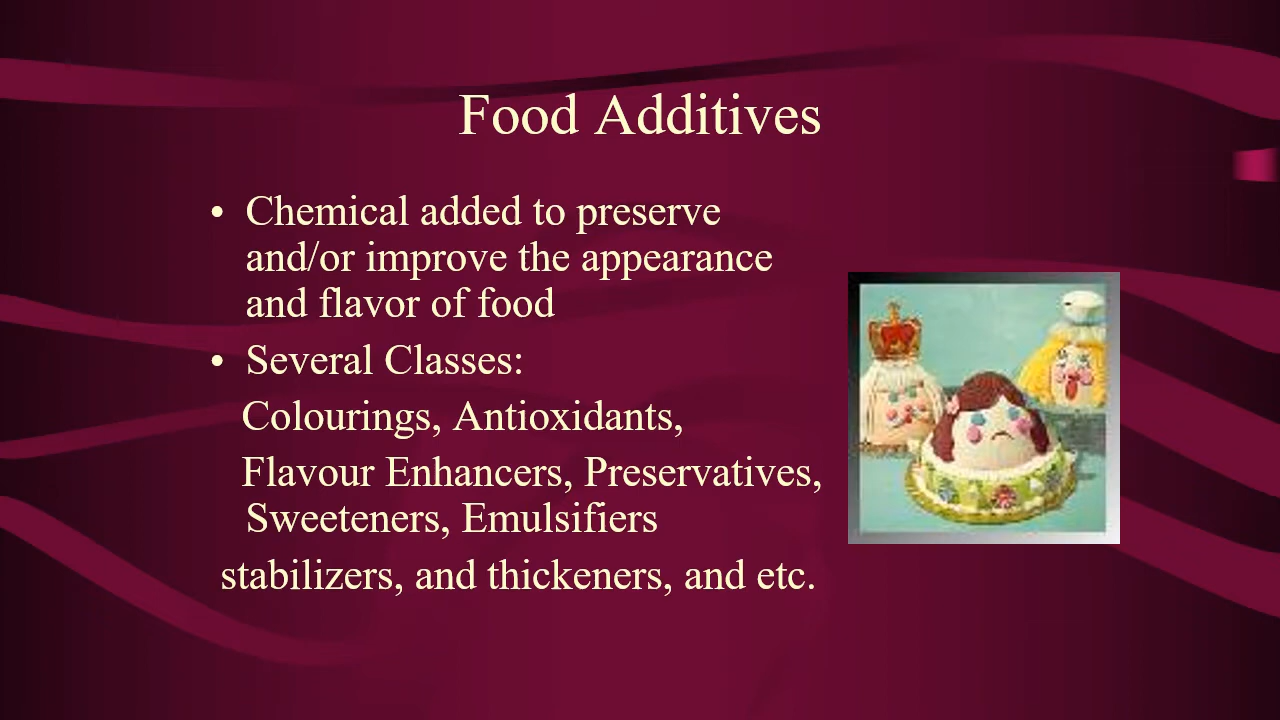 Food Additives
• Chemical added to preserve
and/or improve the appearance
and flavor of food
• Several Classes:
Colourings, Antioxidants,
Flavour Enhancers, Preservatives,
Sweeteners, Emulsifiers
stabilizers, and thickeners, and etc.